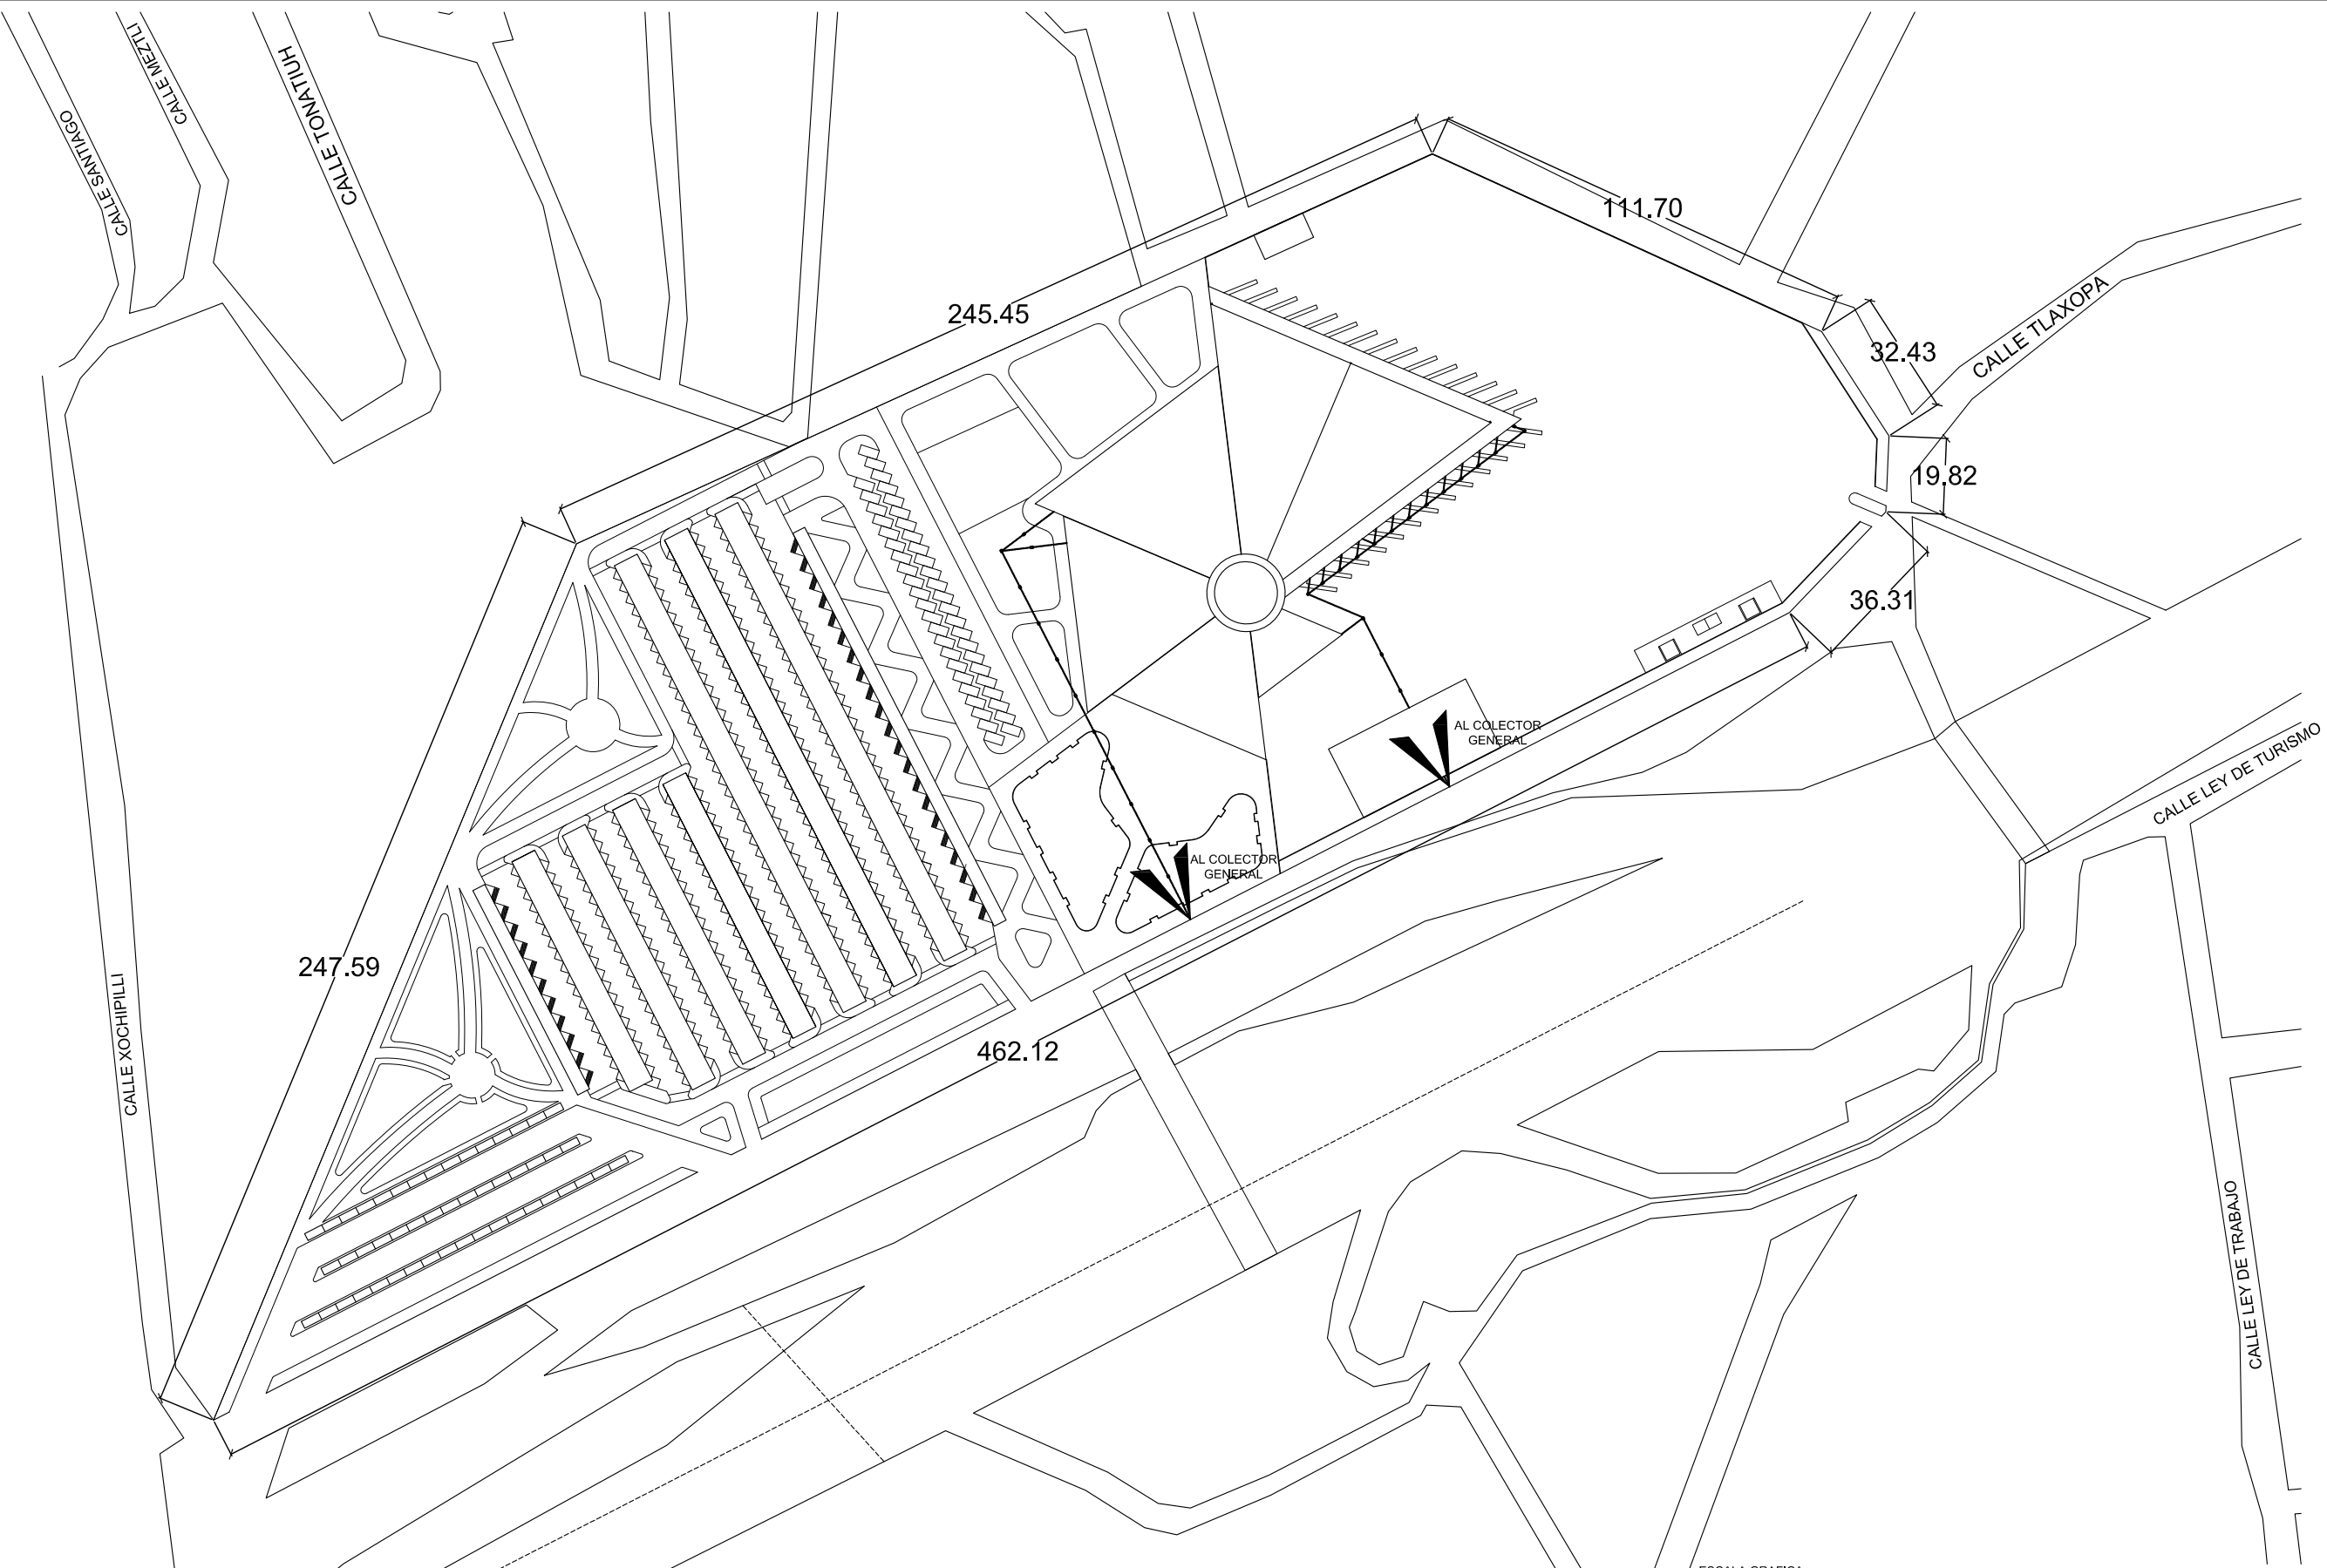 CALLE SANTIAGO
CALLE MEZTLI
CALLE TONATIUH
111.70
245.45
32.43
CALLE TLAXOPA
19.82
36.31
AL COLECTOR
GENERAL
CALLE LEY DE TURISMO
AL COLECTOR
GENERAL
247.59
462.12
CALLE XOCHIPILLI
CALLE LEY DE TRABAJO